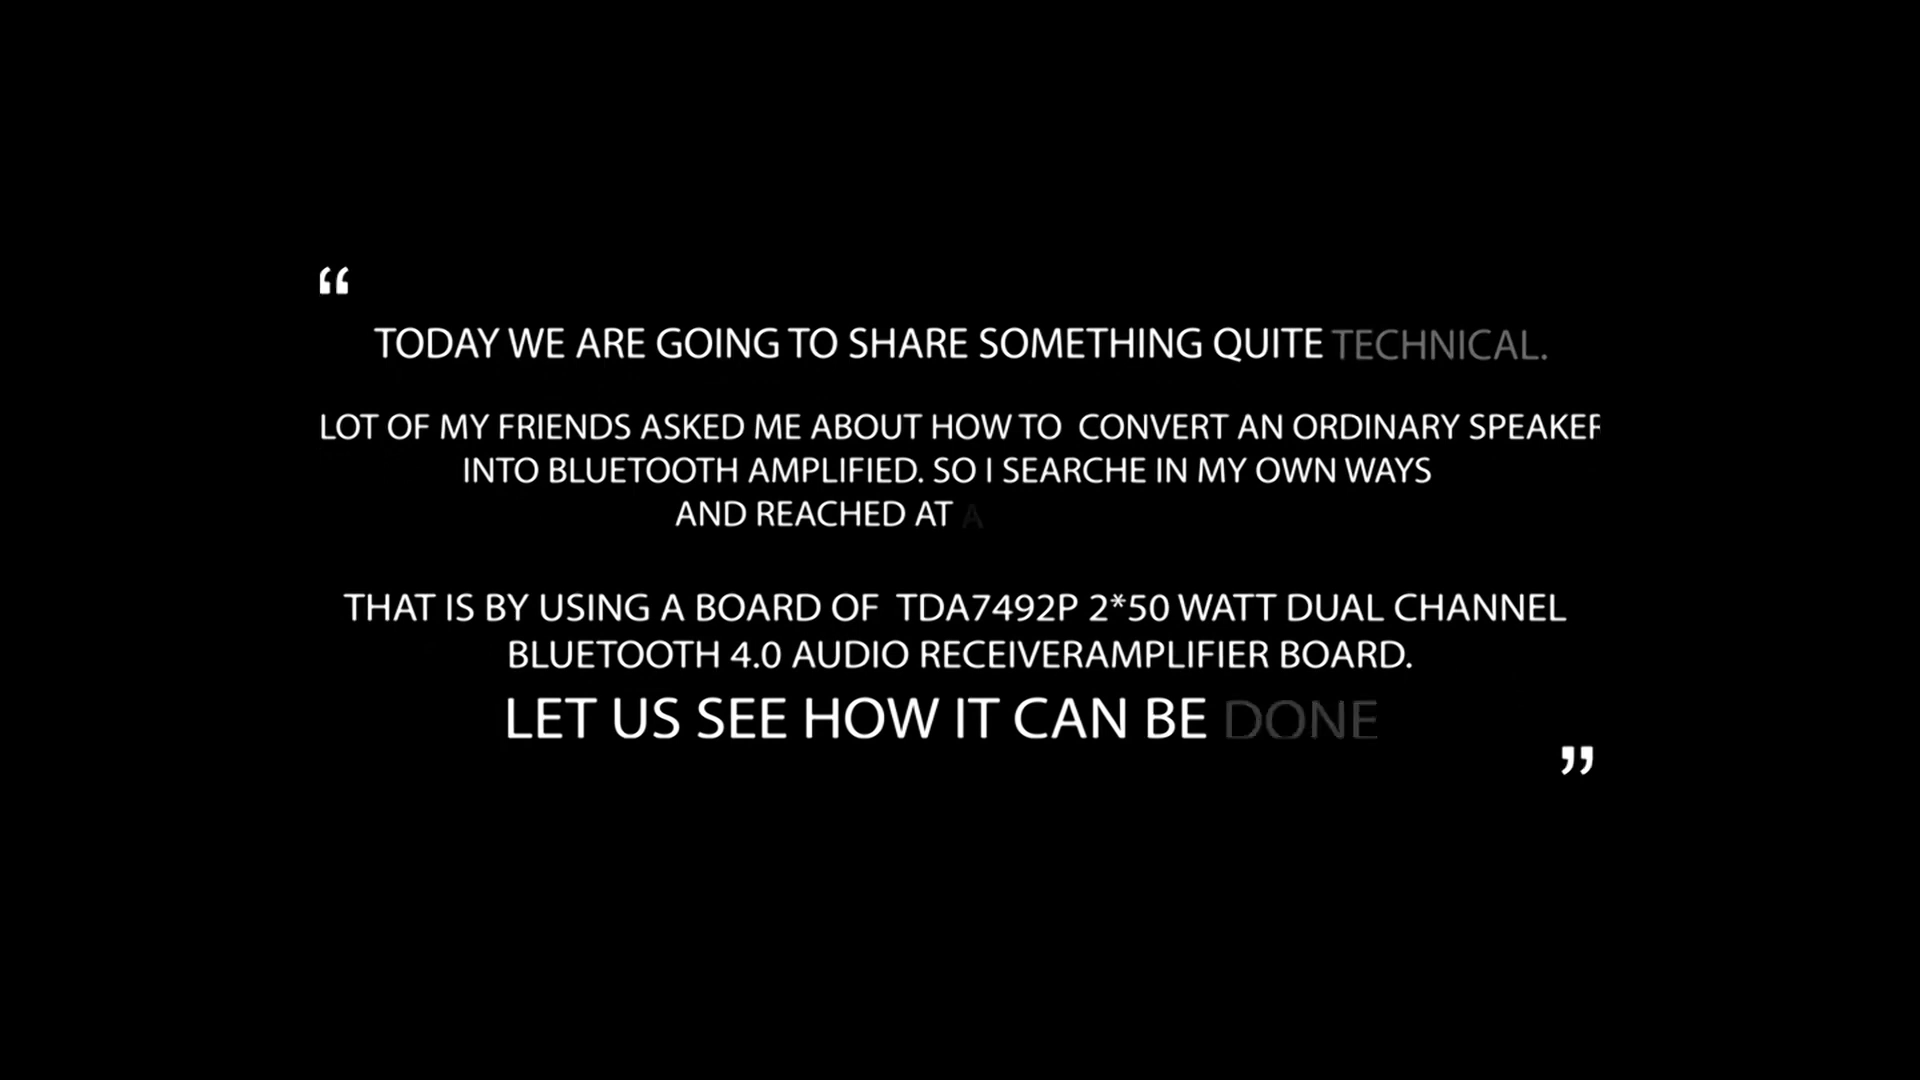 “
TODAY WE ARE GOING TO SHARE SOMETHING QUITE TECHNICAL.
LOT OF MY FRIENDS ASKED ME ABOUT HOW TO CONVERT AN ORDINARY SPEAKER
INTO BLUETOOTH AMPLIFIED. SO I SEARCHE IN MY OWN WAYS
AND REACHED AT A
THAT IS BY USING A BOARD OF TDA7492P 2*50 WATT DUAL CHANNEL
BLUETOOTH 4.0 AUDIO RECEIVERAMPLIFIER BOARD.
LET US SEE HOW IT CAN BE DONE
”